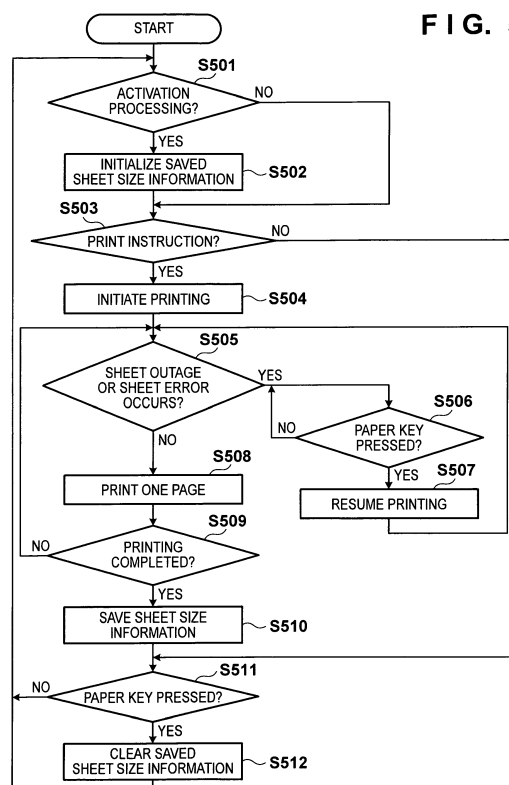 START
FIG.
S501
ACTIVATION
PROCESSING?
NO
YES
INITIALIZE SAVED
SHEET SIZE INFORMATION
S502
S503
PRINT INSTRUCTION?
NO
YES
INITIATE PRINTING
S504
S505
SHEET OUTAGE
OR SHEET ERROR
OCCURS?
YES
NO
S506
PAPER KEY
PRESSED?
NO
YES
S507
RESUME PRINTING
S508
PRINT ONE PAGE
S509
PRINTING
COMPLETED?
NO
YES
SAVE SHEET SIZE
INFORMATION
S510
S511
PAPER KEY PRESSED?
NO
YES
CLEAR SAVED
SHEET SIZE INFORMATION
S512